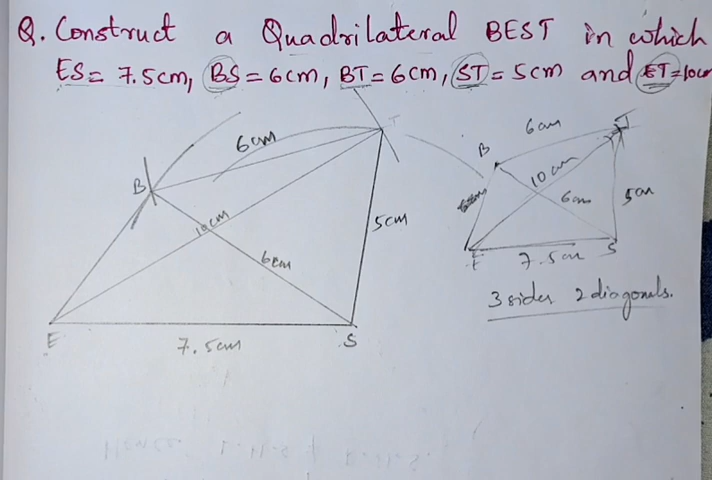 Q. Construct a Quadrilateral BEST in which
ES = 7.5cm, BS = 6cm, BT = 6cm, ST = 5cm and ET = 10cm
6cm
T
B
10cm
5cm
6cm
E
7.5cm
S
6cm
B
10cm
6cm
5cm
E
7.5cm
S
3 sides 2 diagonals.